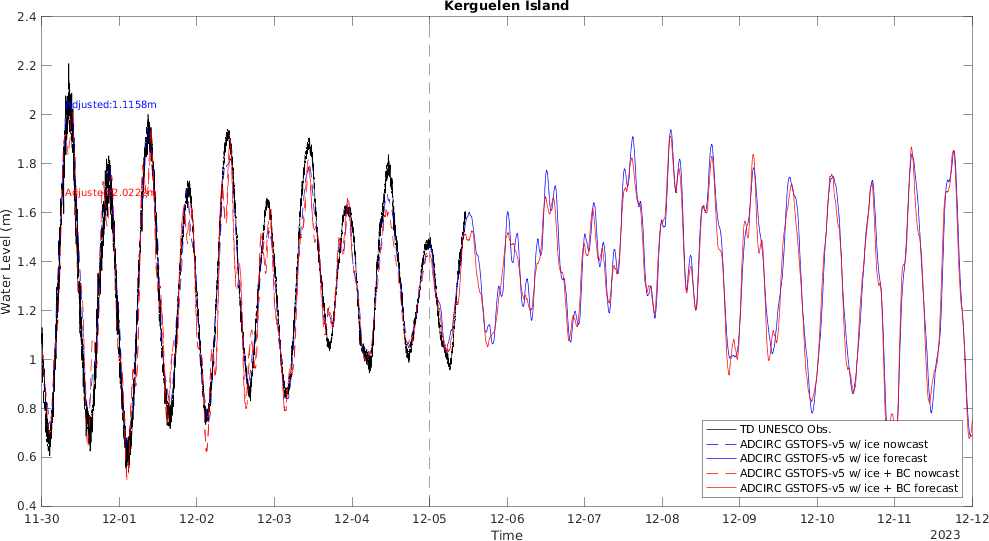 Kerguelen Island
Water Level (m)
2.4
2.2
2
1.8
1.6
1.4
1.2
1
0.8
0.6
0.4
Adjusted:1.1158m
TD UNESCO Obs.
ADCIRC GSTOFS-v5 w/ ice nowcast
ADCIRC GSTOFS-v5 w/ ice forecast
ADCIRC GSTOFS-v5 w/ ice + BC nowcast
ADCIRC GSTOFS-v5 w/ ice + BC forecast
11-30 12-01 12-02 12-03 12-04 12-05 12-06 12-07 12-08 12-09 12-10 12-11 12-12
Time
2023